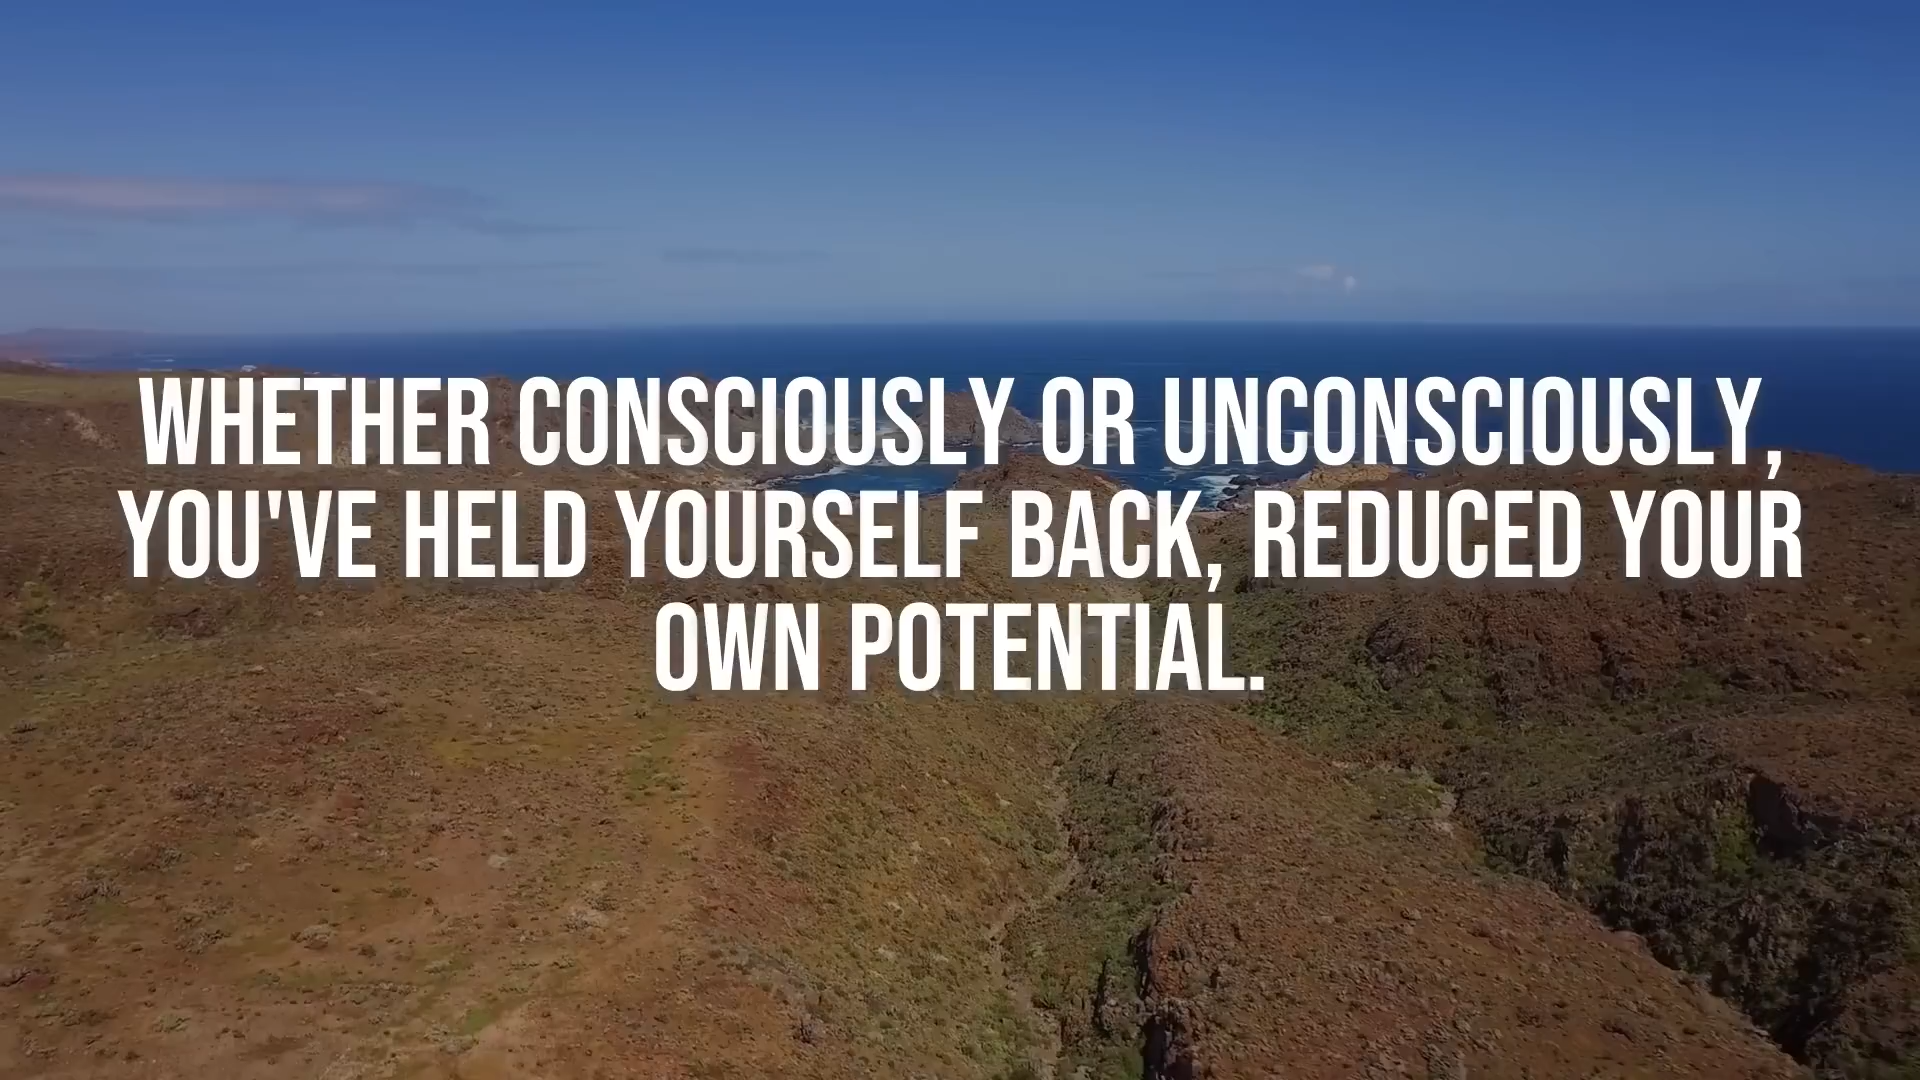 WHETHER CONSCIOUSLY OR UNCONSCIOUSLY,
YOU'VE HELD YOURSELF BACK, REDUCED YOUR
OWN POTENTIAL.